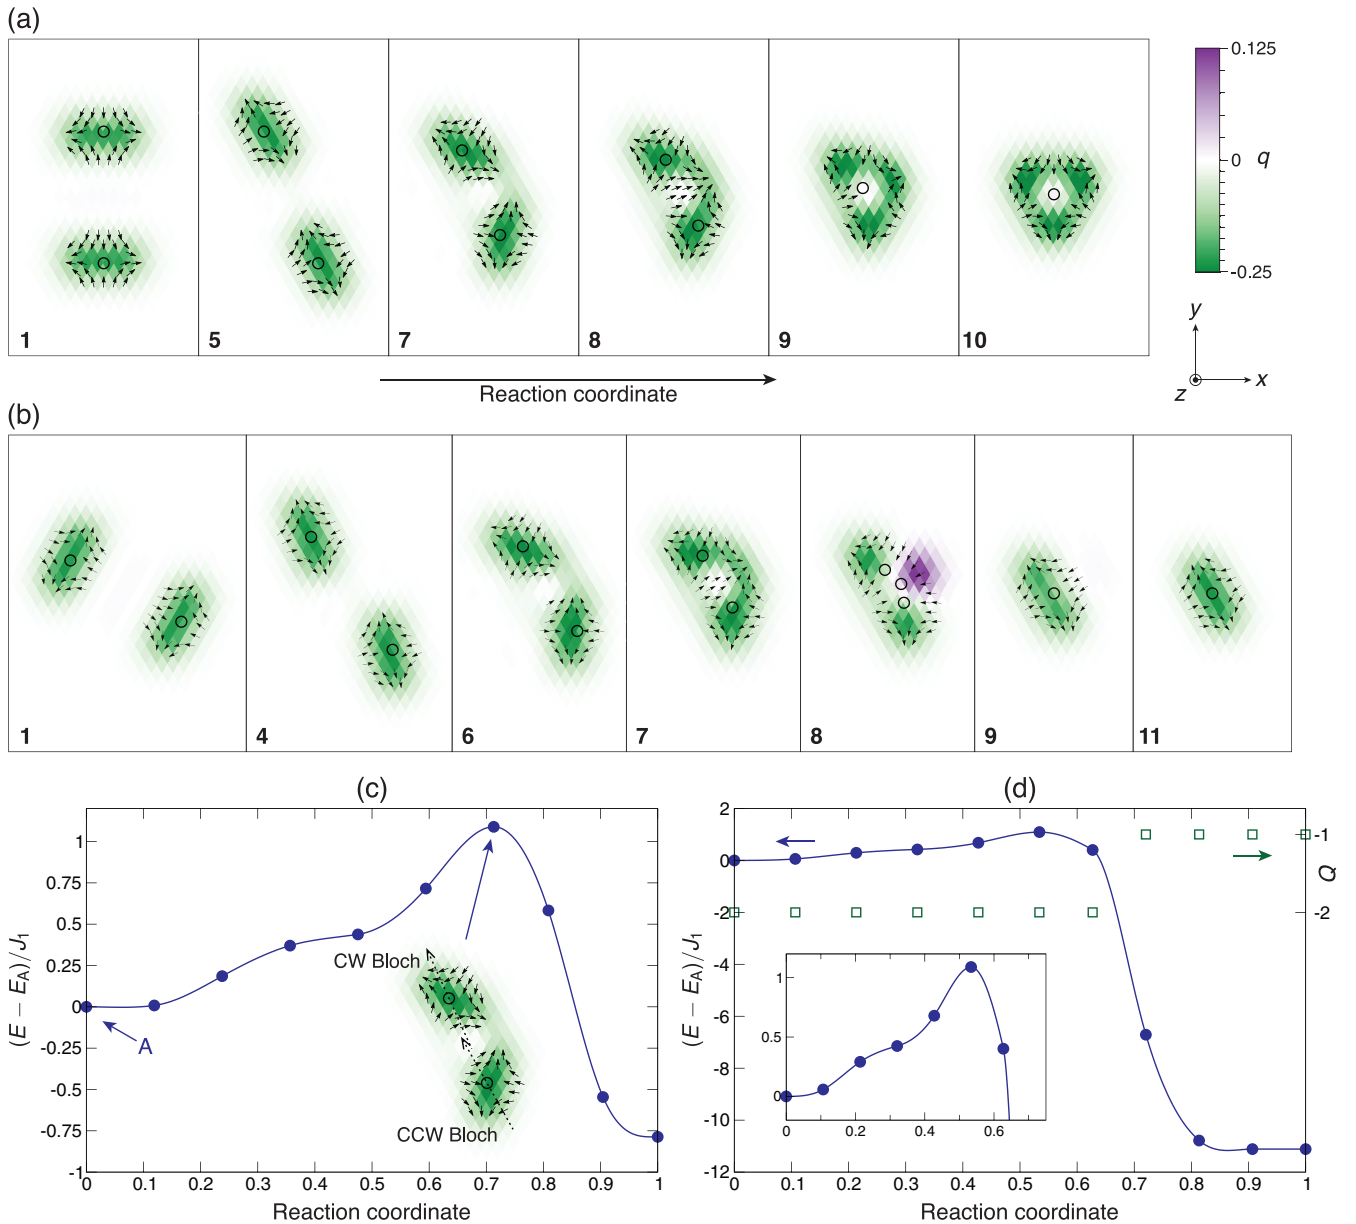 (a)
0.125
0 q
-0.25
1 5 7 8 9 10
y
x
z
Reaction coordinate
(b)
1 4 6 7 8 9 11
(c)
(E − E_A)/J_1
1
0.75
0.5
0.25
0
-0.25
-0.5
-0.75
-1
A
CW Bloch
CCW Bloch
0 0.1 0.2 0.3 0.4 0.5 0.6 0.7 0.8 0.9 1
Reaction coordinate
(d)
(E − E_A)/J_1
2
0
-2
-4
-6
-8
-10
-12
-1
-2
Q
1
0.5
0
0 0.2 0.4 0.6
0 0.1 0.2 0.3 0.4 0.5 0.6 0.7 0.8 0.9 1
Reaction coordinate